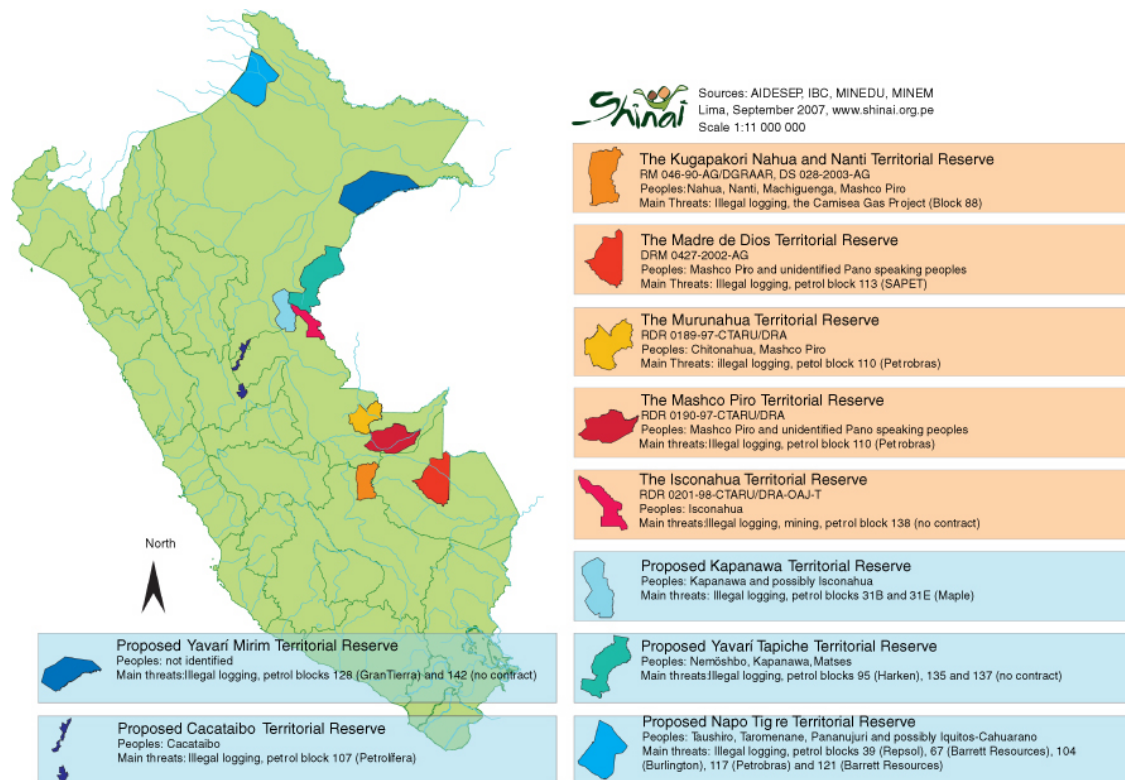 Shinai
Sources: AIDESEP, IBC, MINEDU, MINEM
Lima, September 2007, www.shinai.org.pe
Scale 1:11 000 000
The Kugapakori Nahua and Nanti Territorial Reserve
RM 046-90-AG/DGRAAR, DS 028-2003-AG
Peoples: Nahua, Nanti, Machiguenga, Mashco Piro
Main Threats: Illegal logging, the Camisea Gas Project (Block 88)
The Madre de Dios Territorial Reserve
DRM 0427-2002-AG
Peoples: Mashco Piro and unidentified Pano speaking peoples
Main Threats: Illegal logging, petrol block 113 (SAPET)
The Murunahua Territorial Reserve
RDR 0189-97-CTARU/DRA
Peoples: Chitonahua, Mashco Piro
Main Threats: illegal logging, petol block 110 (Petrobras)
The Mashco Piro Territorial Reserve
RDR 0190-97-CTARU/DRA
Peoples: Mashco Piro and unidentified Pano speaking peoples
Main threats: Illegal logging, petrol block 110 (Petrobras)
The Isconahua Territorial Reserve
RDR 0201-98-CTARU/DRA-OAJ-T
Peoples: Isconahua
Main threats:Illegal logging, mining, petrol block 138 (no contract)
Proposed Kapanawa Territorial Reserve
Peoples: Kapanawa and possibly Isconahua
Main threats: Illegal logging, petrol blocks 31B and 31E (Maple)
Proposed Yavarí Tapiche Territorial Reserve
Peoples: Nemöshbo, Kapanawa,Matses
Main threats:Illegal logging, petrol blocks 95 (Harken), 135 and 137 (no contract)
Proposed Napo Tigre Territorial Reserve
Peoples: Taushiro, Taromenane, Pananujuri and possibly Iquitos-Cahuarano
Main threats: Illegal logging, petrol blocks 39 (Repsol), 67 (Barrett Resources), 104
(Burlington), 117 (Petrobras) and 121 (Barrett Resources)
North
Proposed Yavarí Mirim Territorial Reserve
Peoples: not identified
Main threats:Illegal logging, petrol blocks 128 (GranTierra) and 142 (no contract)
Proposed Cacataibo Territorial Reserve
Peoples: Cacataibo
Main threats: Illegal logging, petrol block 107 (Petrolífera)